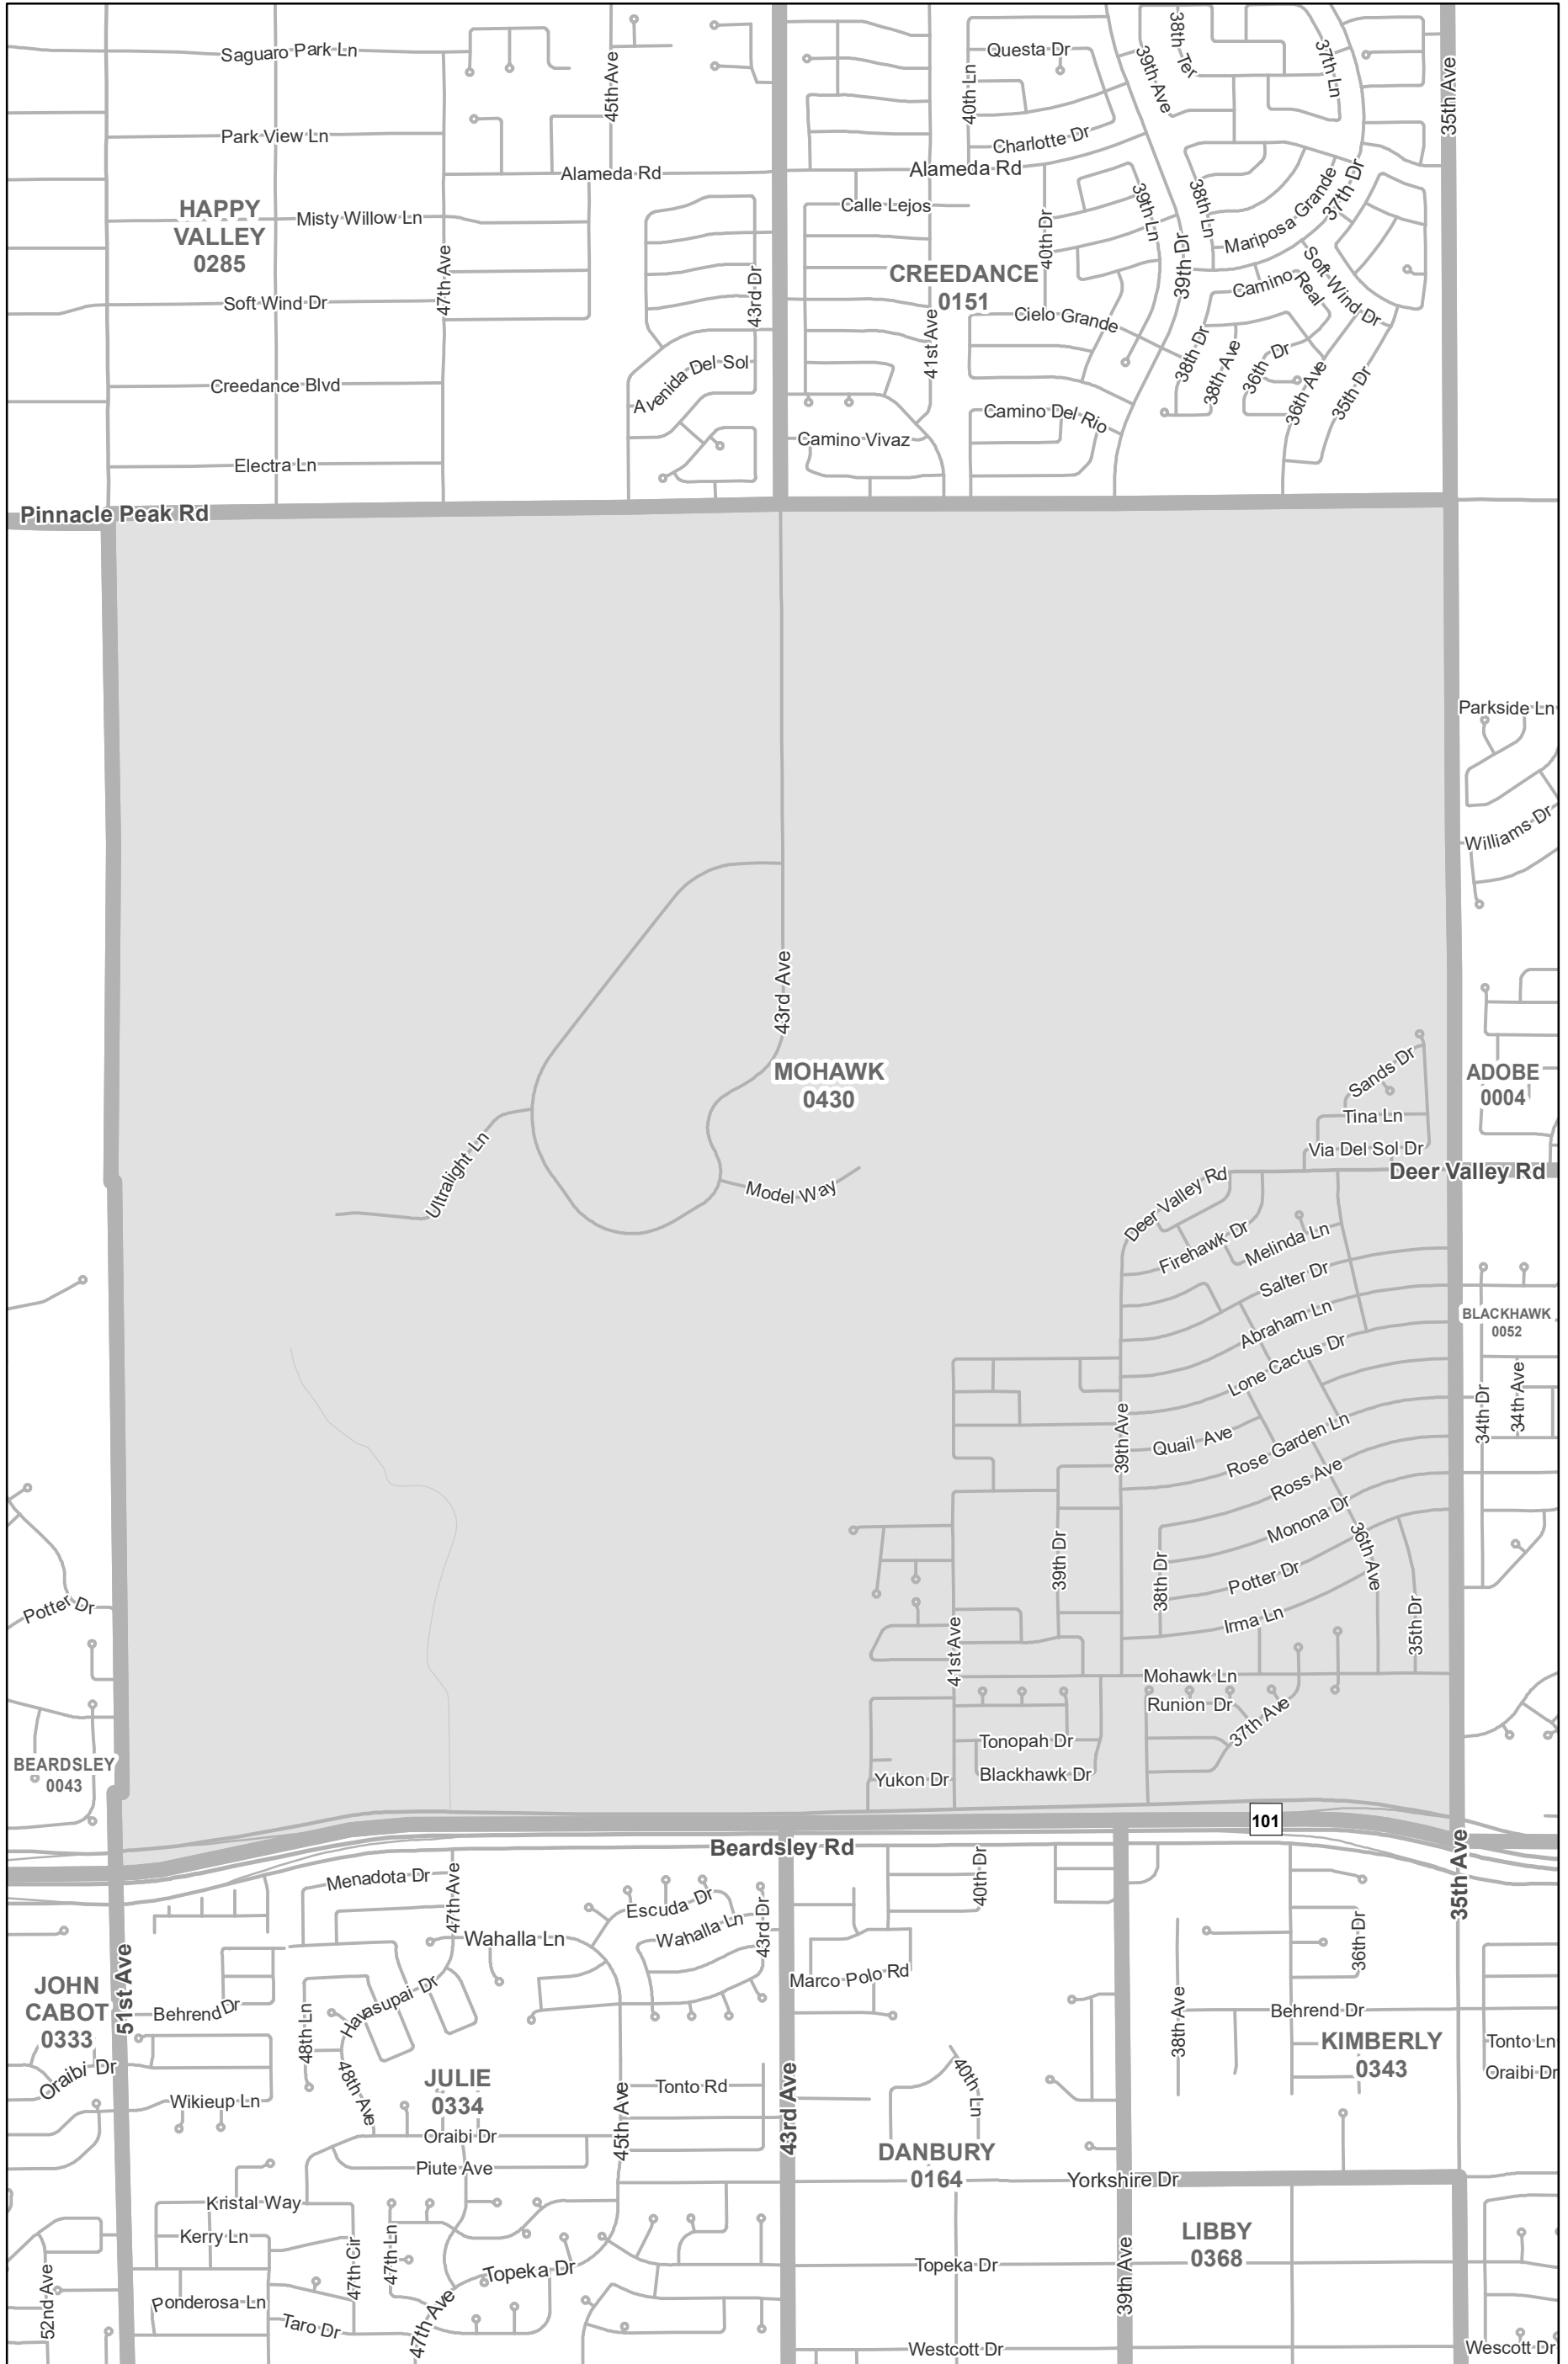 Saguaro Park Ln
45th Ave
40th Ln
Questa Dr
39th Ave
38th Ter
37th Ln
35th Ave
Park View Ln
Charlotte Dr
Alameda Rd
Alameda Rd
HAPPY
VALLEY
0285
Misty Willow Ln
Calle Lejos
40th Dr
39th Ln
38th Ln
Mariposa Grande
37th Dr
47th Ave
43rd Dr
CREEDANCE
0151
39th Dr
Camino Real
Soft Wind Dr
Soft Wind Dr
41st Ave
Cielo Grande
38th Dr
38th Ave
36th Dr
36th Ave
35th Dr
Creedance Blvd
Avenida Del Sol
Camino Del Rio
Camino Vivaz
Electra Ln
Pinnacle Peak Rd
Parkside Ln
Williams Dr
43rd Ave
MOHAWK
0430
Sands Dr
Tina Ln
Via Del Sol Dr
ADOBE
0004
Ultralight Ln
Model Way
Deer Valley Rd
Deer Valley Rd
Firehawk Dr
Melinda Ln
Salter Dr
Abraham Ln
Lone Cactus Dr
BLACKHAWK
0052
34th Dr
34th Ave
39th Ave
Quail Ave
Rose Garden Ln
Ross Ave
Monona Dr
36th Ave
39th Dr
38th Dr
Potter Dr
Irma Ln
35th Dr
Potter Dr
41st Ave
Mohawk Ln
Runion Dr
37th Ave
Tonopah Dr
Blackhawk Dr
Yukon Dr
BEARDSLEY
0043
101
Beardsley Rd
35th Ave
Menadota Dr
47th Ave
Escuda Dr
Wahalla Ln
Wahalla Ln
43rd Dr
40th Dr
36th Dr
Marco Polo Rd
JOHN
CABOT
0333
51st Ave
Behrend Dr
48th Ln
Havasupai Dr
38th Ave
Behrend Dr
KIMBERLY
0343
Tonto Ln
Oraibi Dr
Oraibi Dr
48th Ave
JULIE
0334
Tonto Rd
45th Ave
43rd Ave
40th Ln
Wikieup Ln
Oraibi Dr
Piute Ave
DANBURY
0164
Yorkshire Dr
Kristal Way
Kerry Ln
47th Cir
47th Ln
Topeka Dr
Topeka Dr
39th Ave
LIBBY
0368
52nd Ave
Ponderosa Ln
Taro Dr
47th Ave
Westcott Dr
Wescott Dr